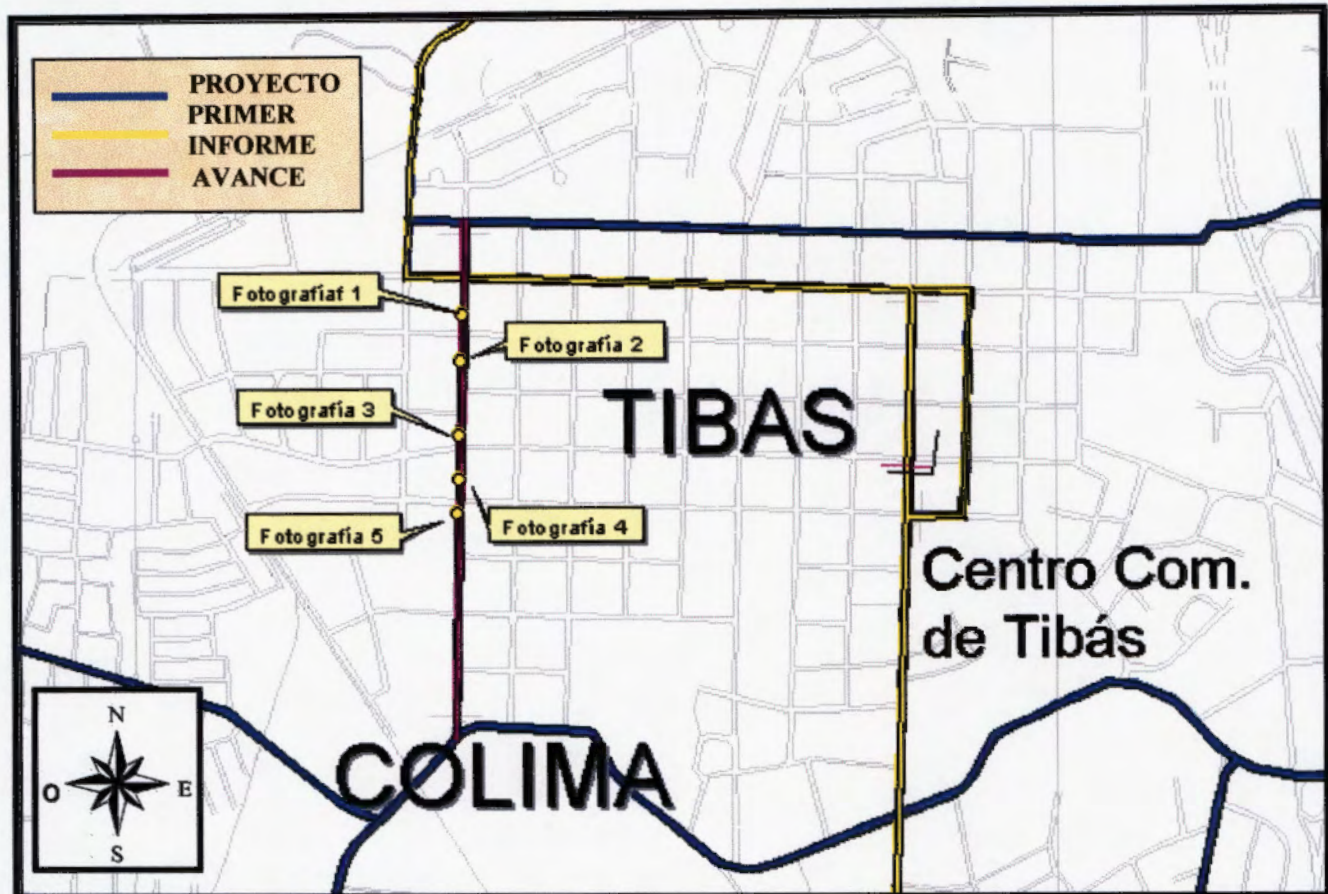 PROYECTO
PRIMER
INFORME
AVANCE
Fotografíaf 1
Fotografía 2
Fotografía 3
TIBAS
Fotografía 5
Fotografía 4
Centro Com.
de Tibás
COLIMA
N
O
E
S